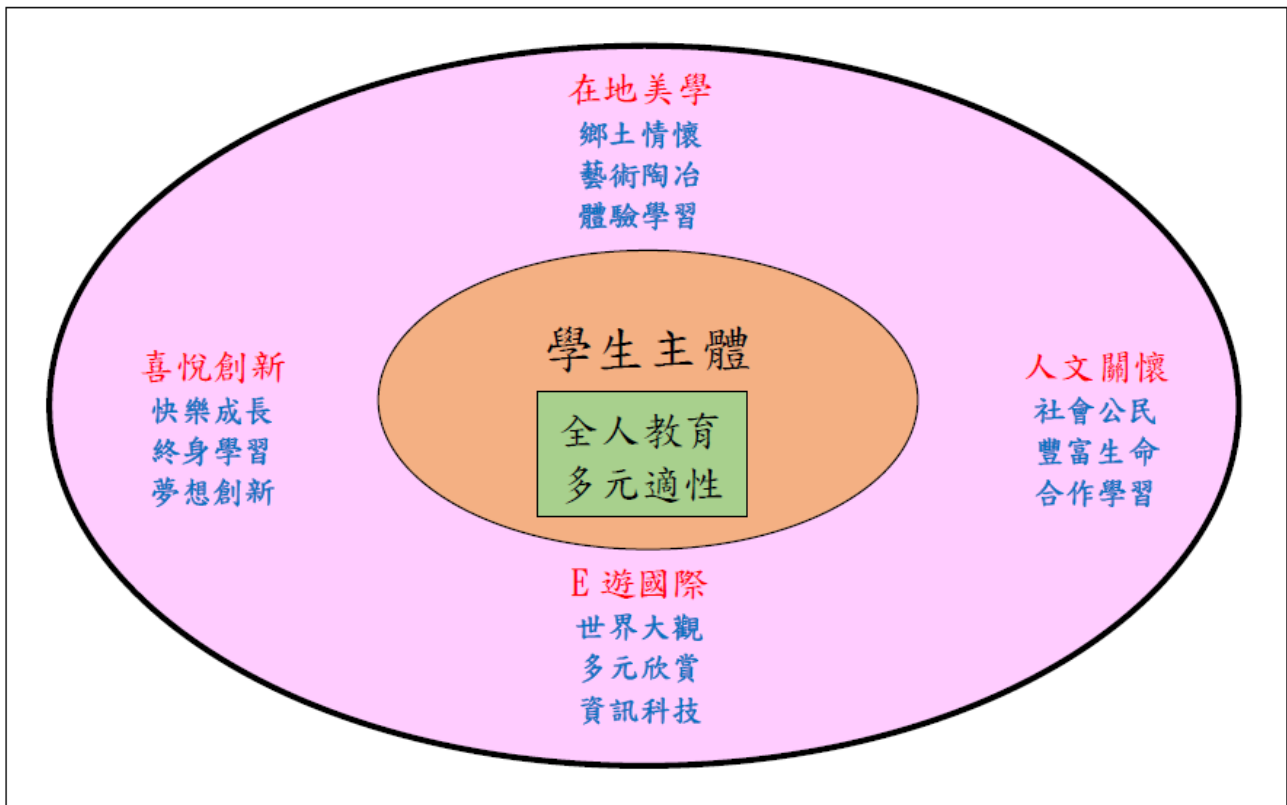 在地美學
鄉土情懷
藝術陶冶
體驗學習
喜悅創新
快樂成長
終身學習
夢想創新
學生主體
全人教育
多元適性
人文關懷
社會公民
豐富生命
合作學習
E遊國際
世界大觀
多元欣賞
資訊科技